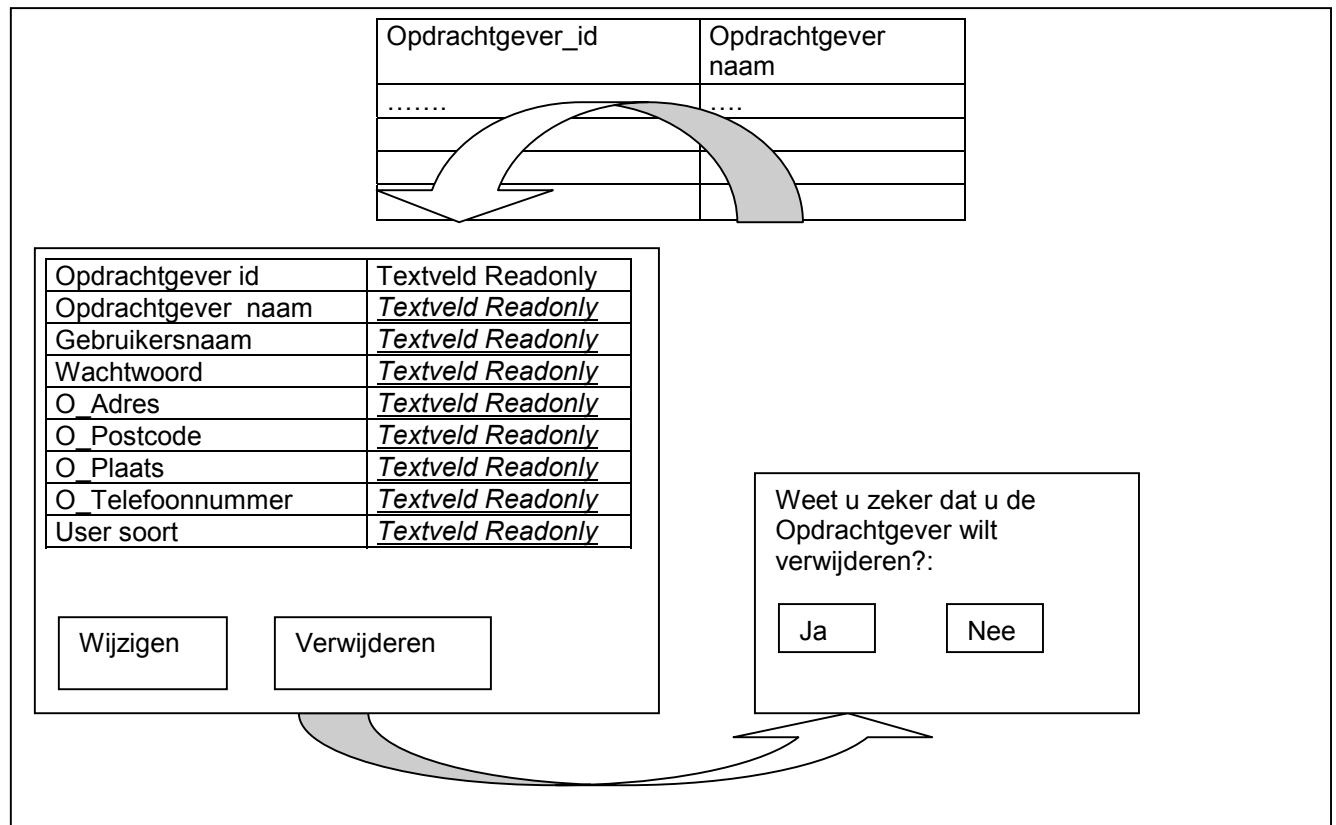 Opdrachtgever_id Opdrachtgever
naam
……. ….
Opdrachtgever id Textveld Readonly
Opdrachtgever  naam Textveld Readonly
Gebruikersnaam Textveld Readonly
Wachtwoord Textveld Readonly
O_Adres Textveld Readonly
O_Postcode Textveld Readonly
O_Plaats Textveld Readonly
O_Telefoonnummer Textveld Readonly
User soort Textveld Readonly
Wijzigen Verwijderen
Weet u zeker dat u de
Opdrachtgever wilt
verwijderen?:
Ja Nee